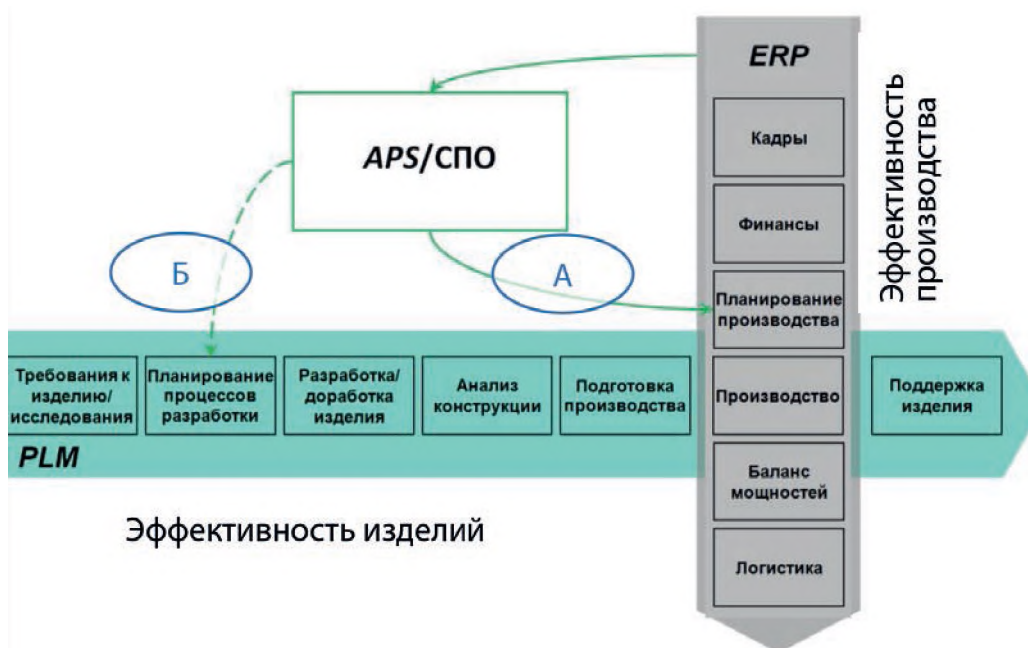 ERP
Эффективность
производства
APS/СПО
Кадры
Финансы
Б
А
Планирование
производства
Требования к
изделию/
исследования
Планирование
процессов
разработки
Разработка/
доработка
изделия
Анализ
конструкции
Подготовка
производства
Производство
Поддержка
изделия
PLM
Баланс
мощностей
Эффективность изделий
Логистика